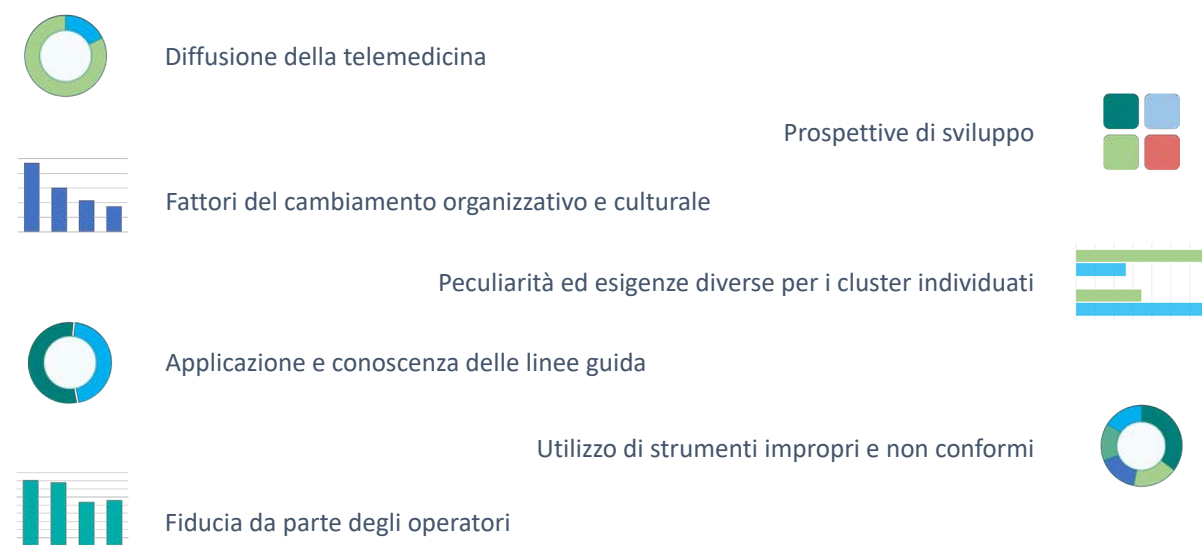 Diffusione della telemedicina
Prospettive di sviluppo
Fattori del cambiamento organizzativo e culturale
Peculiarità ed esigenze diverse per i cluster individuati
Applicazione e conoscenza delle linee guida
Utilizzo di strumenti impropri e non conformi
Fiducia da parte degli operatori